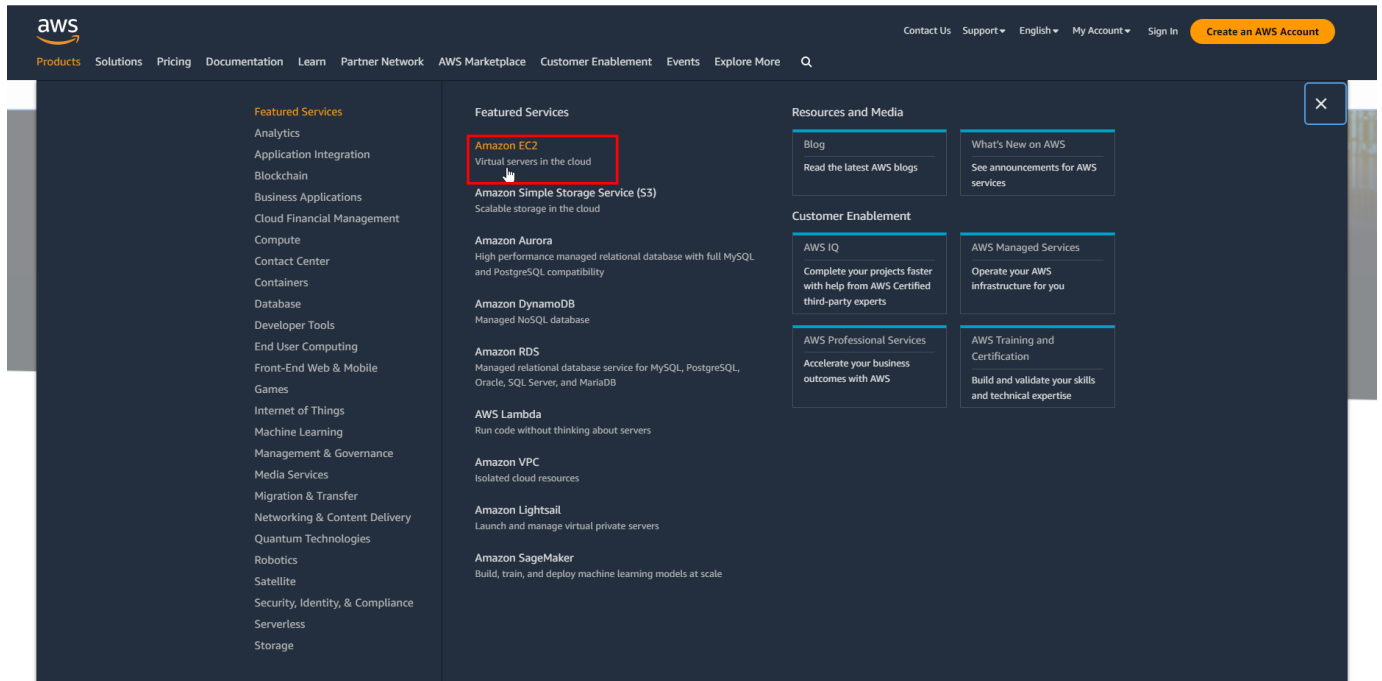 aws
Contact Us Support English My Account Sign In Create an AWS Account
Products Solutions Pricing Documentation Learn Partner Network AWS Marketplace Customer Enablement Events Explore More
Featured Services
Analytics
Application Integration
Blockchain
Business Applications
Cloud Financial Management
Compute
Contact Center
Containers
Database
Developer Tools
End User Computing
Front-End Web & Mobile
Games
Internet of Things
Machine Learning
Management & Governance
Media Services
Migration & Transfer
Networking & Content Delivery
Quantum Technologies
Robotics
Satellite
Security, Identity, & Compliance
Serverless
Storage
Featured Services
Amazon EC2
Virtual servers in the cloud
Amazon Simple Storage Service (S3)
Scalable storage in the cloud
Amazon Aurora
High performance managed relational database with full MySQL
and PostgreSQL compatibility
Amazon DynamoDB
Managed NoSQL database
Amazon RDS
Managed relational database service for MySQL, PostgreSQL,
Oracle, SQL Server, and MariaDB
AWS Lambda
Run code without thinking about servers
Amazon VPC
Isolated cloud resources
Amazon Lightsail
Launch and manage virtual private servers
Amazon SageMaker
Build, train, and deploy machine learning models at scale
Resources and Media
Blog
Read the latest AWS blogs
What's New on AWS
See announcements for AWS
services
Customer Enablement
AWS IQ
Complete your projects faster
with help from AWS Certified
third-party experts
AWS Managed Services
Operate your AWS
infrastructure for you
AWS Professional Services
Accelerate your business
outcomes with AWS
AWS Training and
Certification
Build and validate your skills
and technical expertise